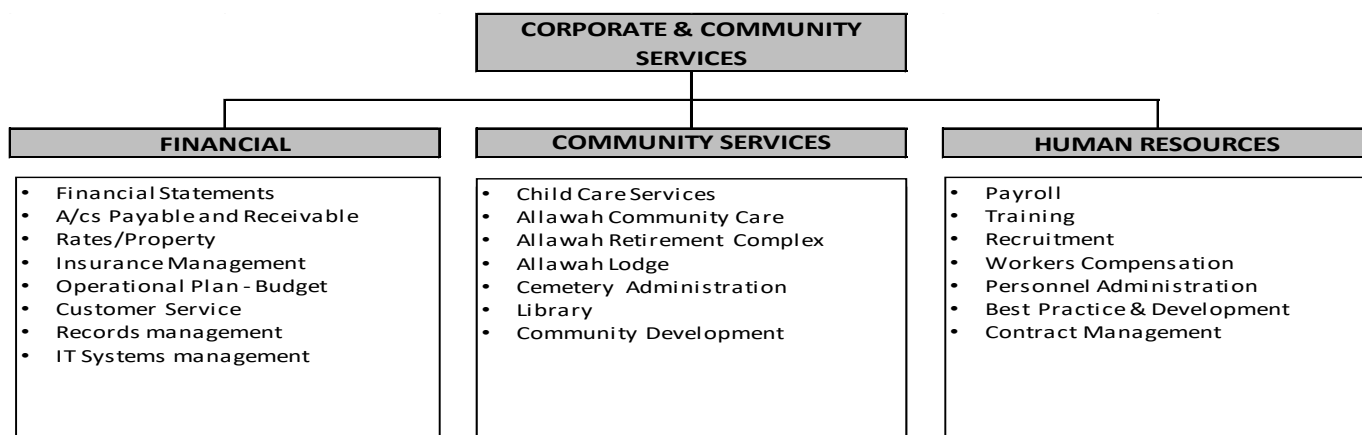 CORPORATE & COMMUNITY
SERVICES
FINANCIAL
• Financial Statements
• A/cs Payable and Receivable
• Rates/Property
• Insurance Management
• Operational Plan - Budget
• Customer Service
• Records management
• IT Systems management
COMMUNITY SERVICES
• Child Care Services
• Allawah Community Care
• Allawah Retirement Complex
• Allawah Lodge
• Cemetery Administration
• Library
• Community Development
HUMAN RESOURCES
• Payroll
• Training
• Recruitment
• Workers Compensation
• Personnel Administration
• Best Practice & Development
• Contract Management